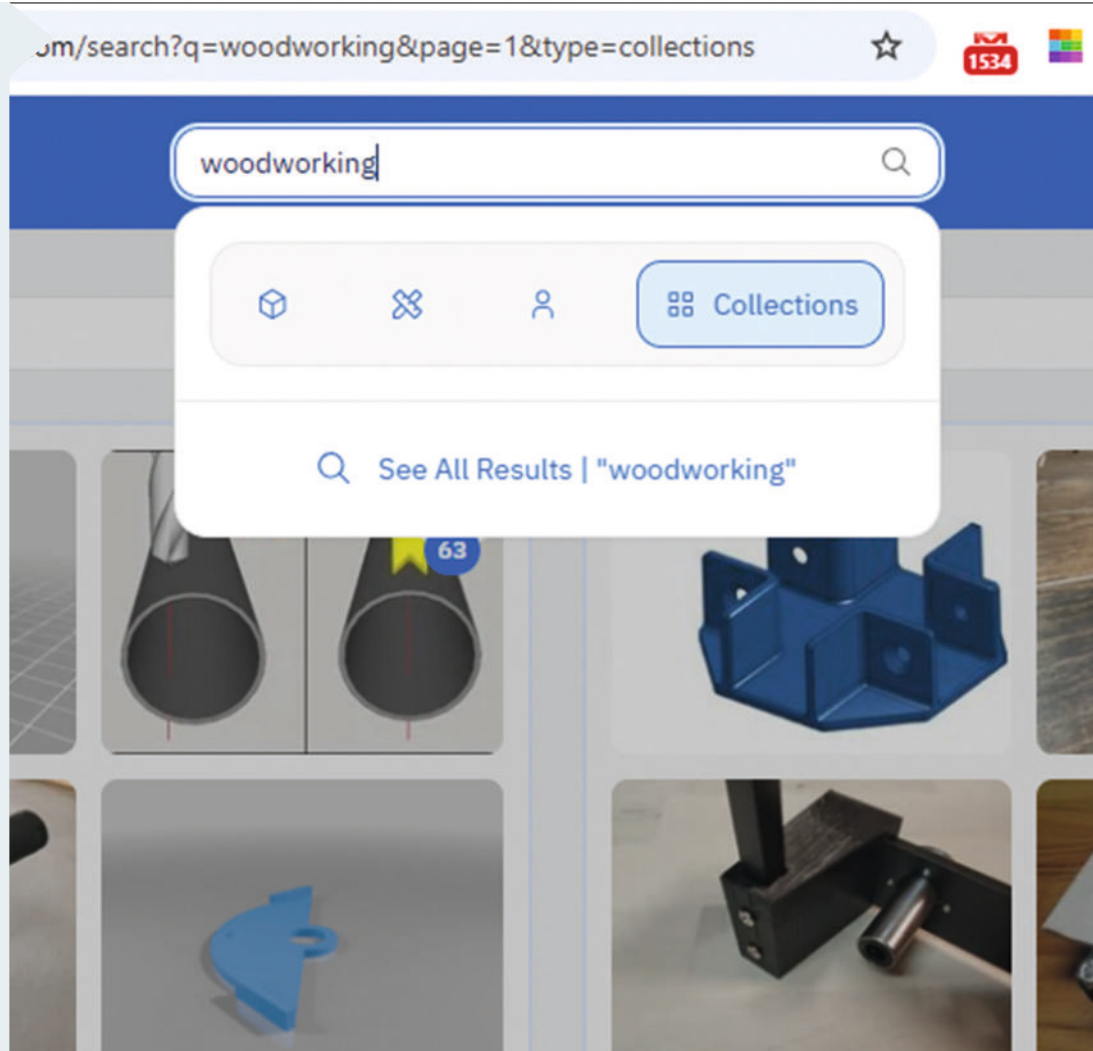 om/search?q=woodworking&page=1&type=collections
1534
woodworking
Collections
See All Results | "woodworking"
63